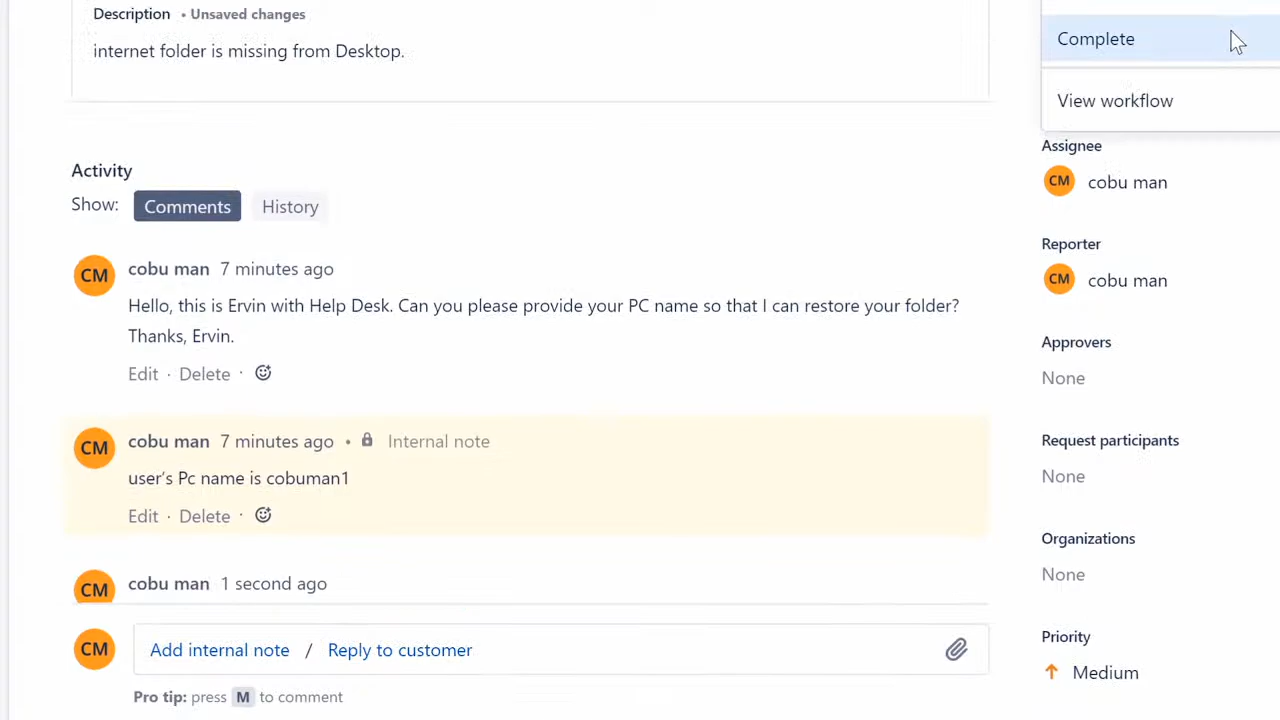 Description • Unsaved changes
internet folder is missing from Desktop.
Complete
View workflow
Activity
Show: Comments History
CM cobu man 7 minutes ago
Hello, this is Ervin with Help Desk. Can you please provide your PC name so that I can restore your folder?
Thanks, Ervin.
Edit · Delete ·
CM cobu man 7 minutes ago • Internal note
user's Pc name is cobuman1
Edit · Delete ·
CM cobu man 1 second ago
CM Add internal note / Reply to customer
Pro tip: press M to comment
Assignee
CM cobu man
Reporter
CM cobu man
Approvers
None
Request participants
None
Organizations
None
Priority
Medium